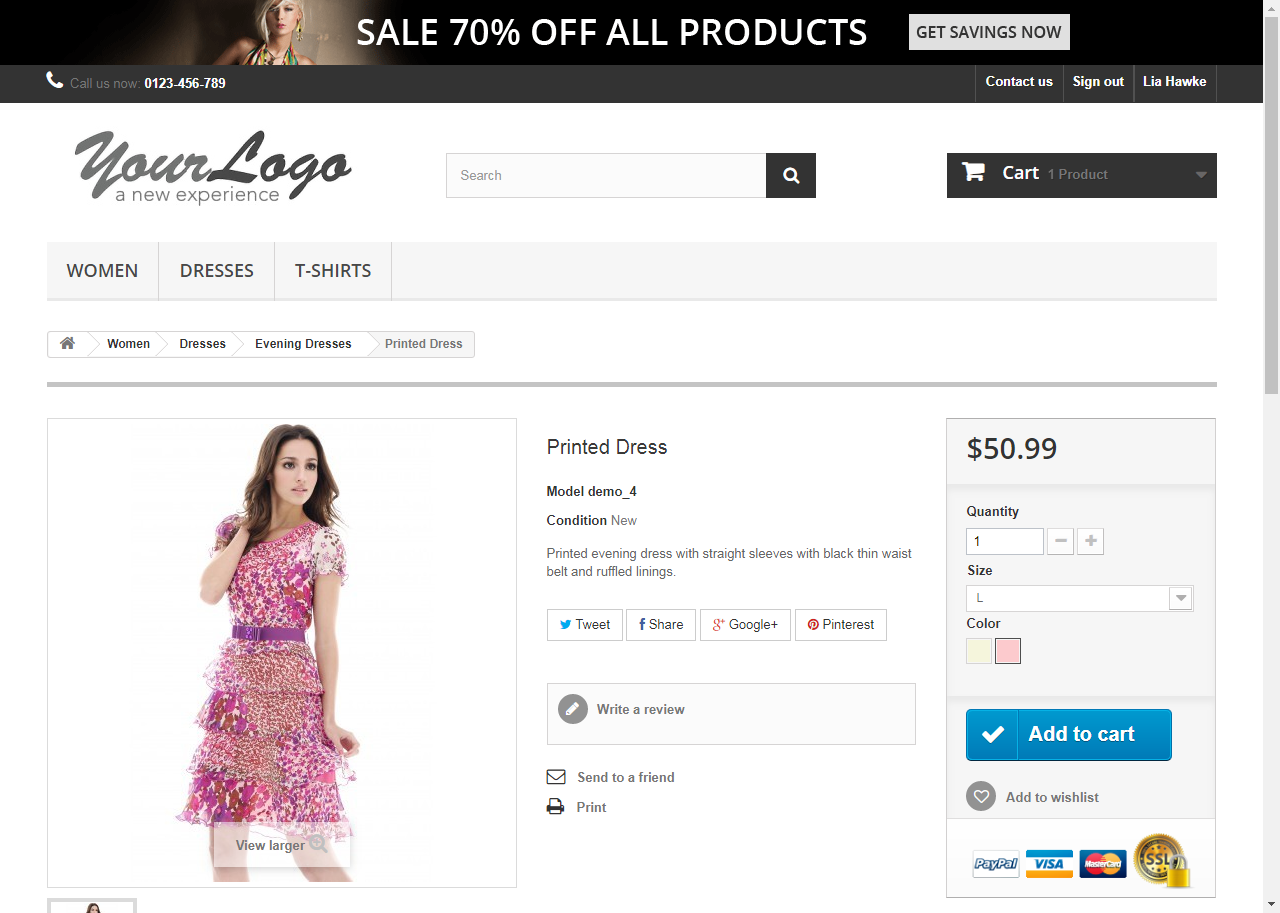 SALE 70% OFF ALL PRODUCTS GET SAVINGS NOW
Call us now: 0123-456-789 Contact us Sign out Lia Hawke
YourLogo
a new experience
Search
Cart 1 Product
WOMEN DRESSES T-SHIRTS
Women Dresses Evening Dresses Printed Dress
View larger
Printed Dress
Model demo_4
Condition New
Printed evening dress with straight sleeves with black thin waist
belt and ruffled linings.
Tweet Share Google+ Pinterest
Write a review
Send to a friend
Print
$50.99
Quantity
1
Size
L
Color
Add to cart
Add to wishlist
PayPal VISA MasterCard SSL